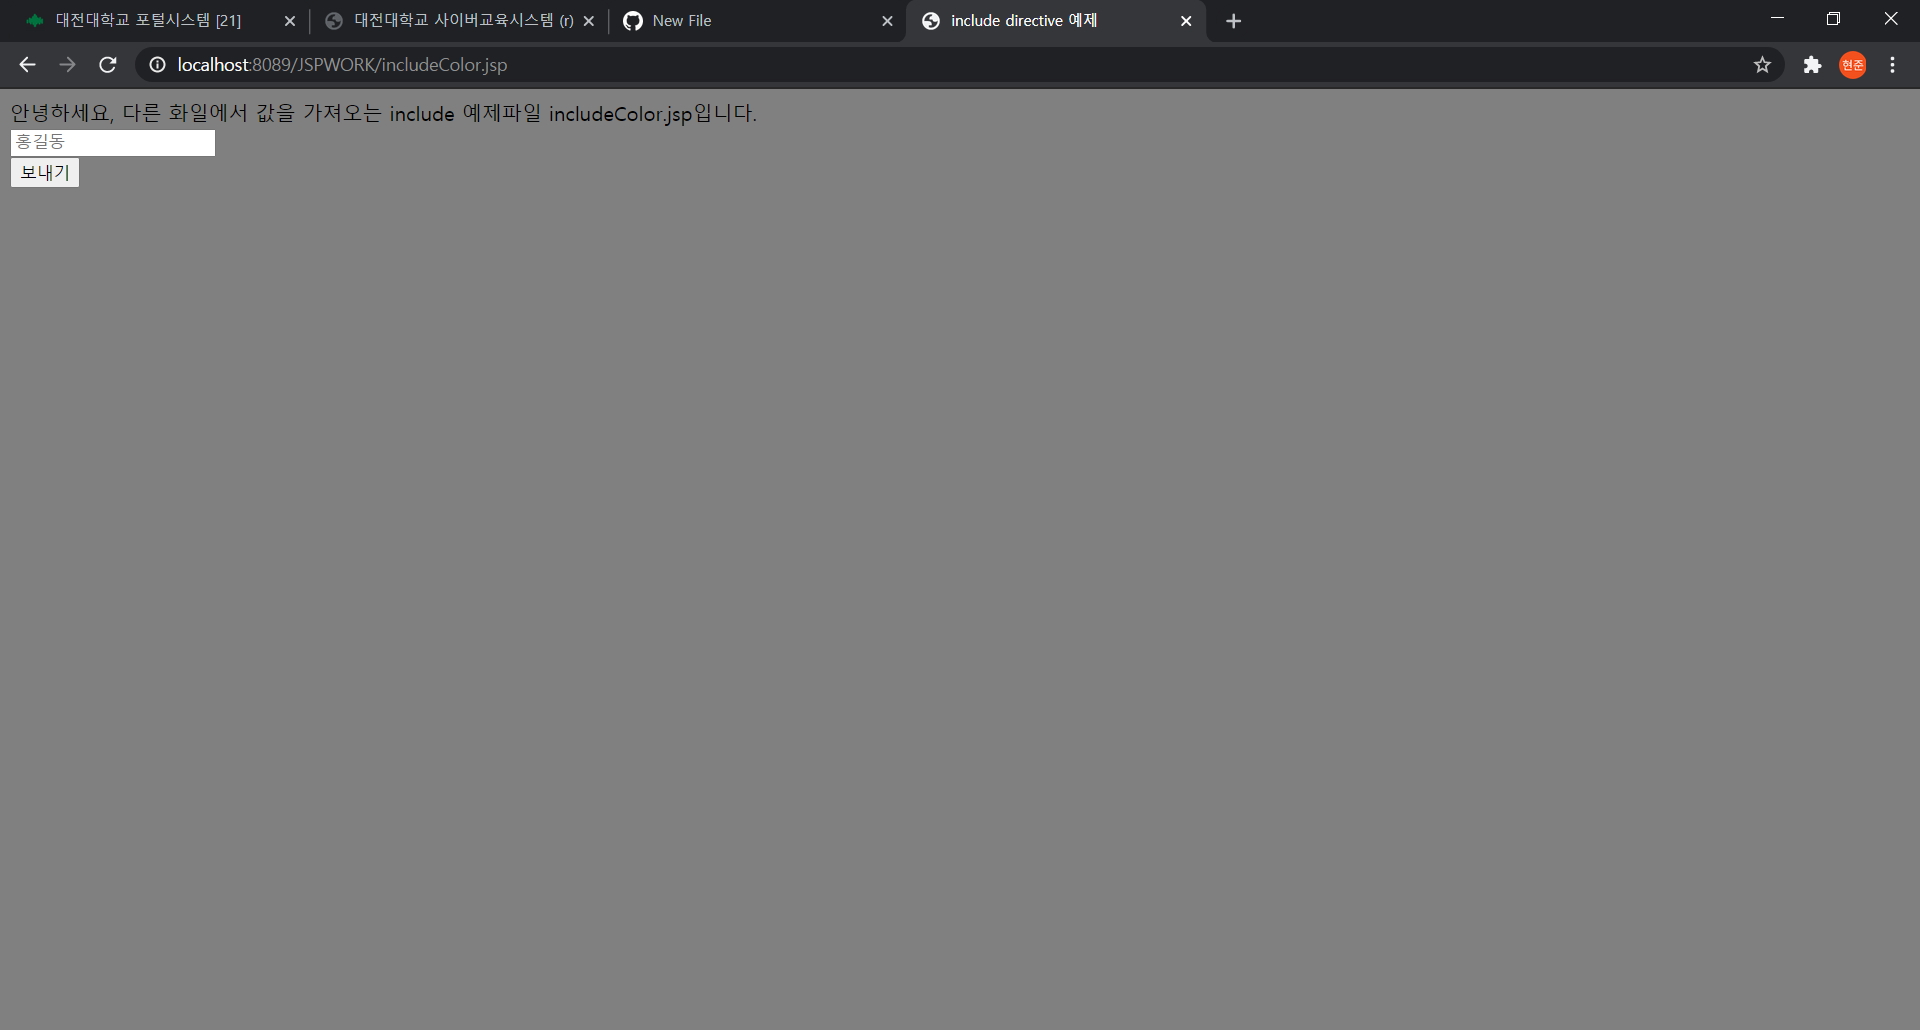 대전대학교 포털시스템 [21]
대전대학교 사이버교육시스템 (r)
New File
include directive 예제
localhost:8089/JSPWORK/includeColor.jsp
현준
안녕하세요, 다른 화일에서 값을 가져오는 include 예제파일 includeColor.jsp입니다.
홍길동
보내기